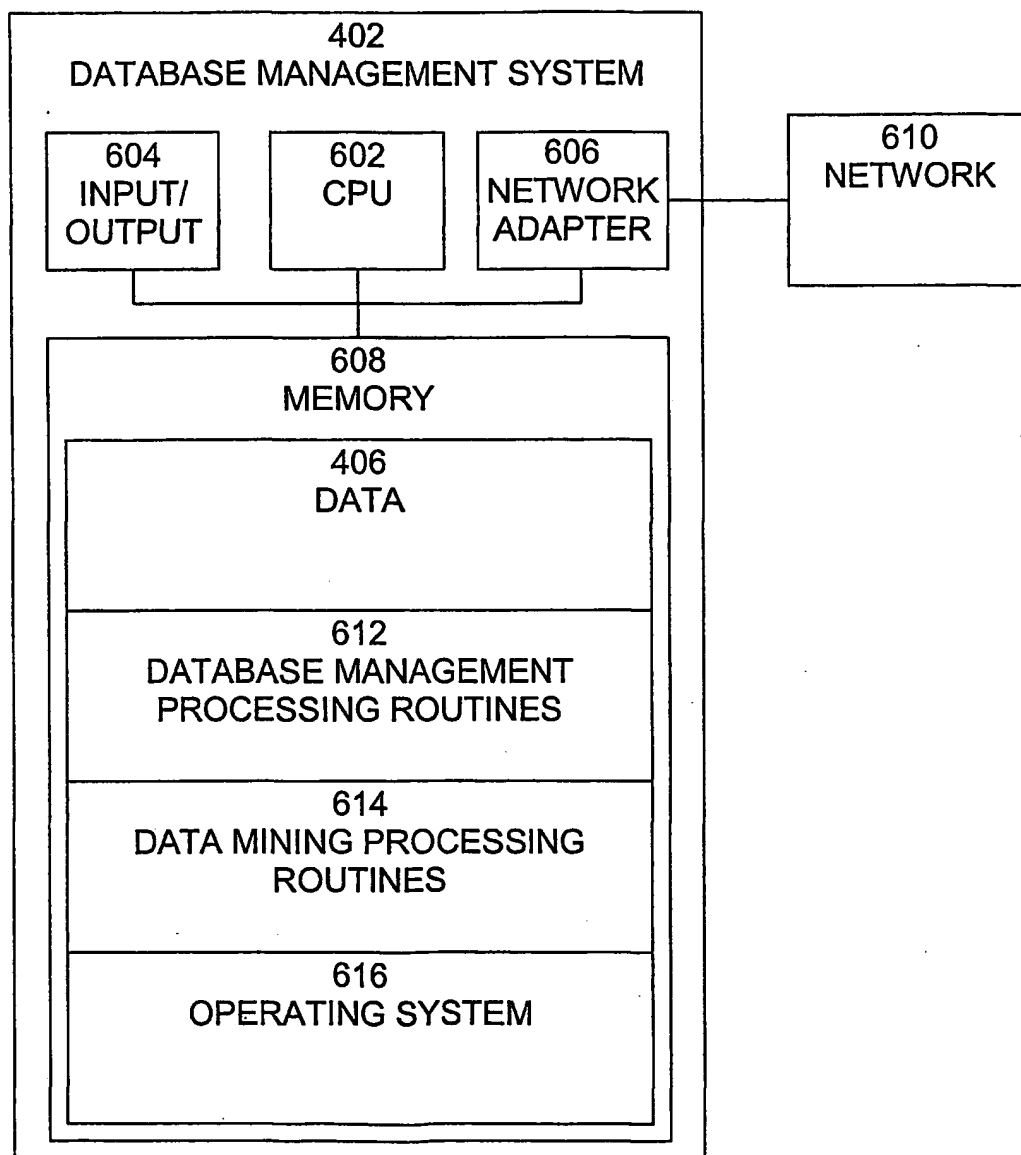 402
DATABASE MANAGEMENT SYSTEM
604
INPUT/
OUTPUT
602
CPU
606
NETWORK
ADAPTER
610
NETWORK
608
MEMORY
406
DATA
612
DATABASE MANAGEMENT
PROCESSING ROUTINES
614
DATA MINING PROCESSING
ROUTINES
616
OPERATING SYSTEM